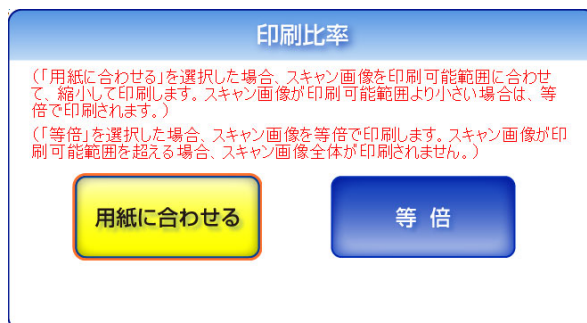 印刷比率
(「用紙に合わせる」を選択した場合、スキャン画像を印刷可能範囲に合わせ
て、縮小して印刷します。スキャン画像が印刷可能範囲より小さい場合は、等
倍で印刷されます。)
(「等倍」を選択した場合、スキャン画像を等倍で印刷します。スキャン画像が印
刷可能範囲を超える場合、スキャン画像全体が印刷されません。)
用紙に合わせる
等 倍